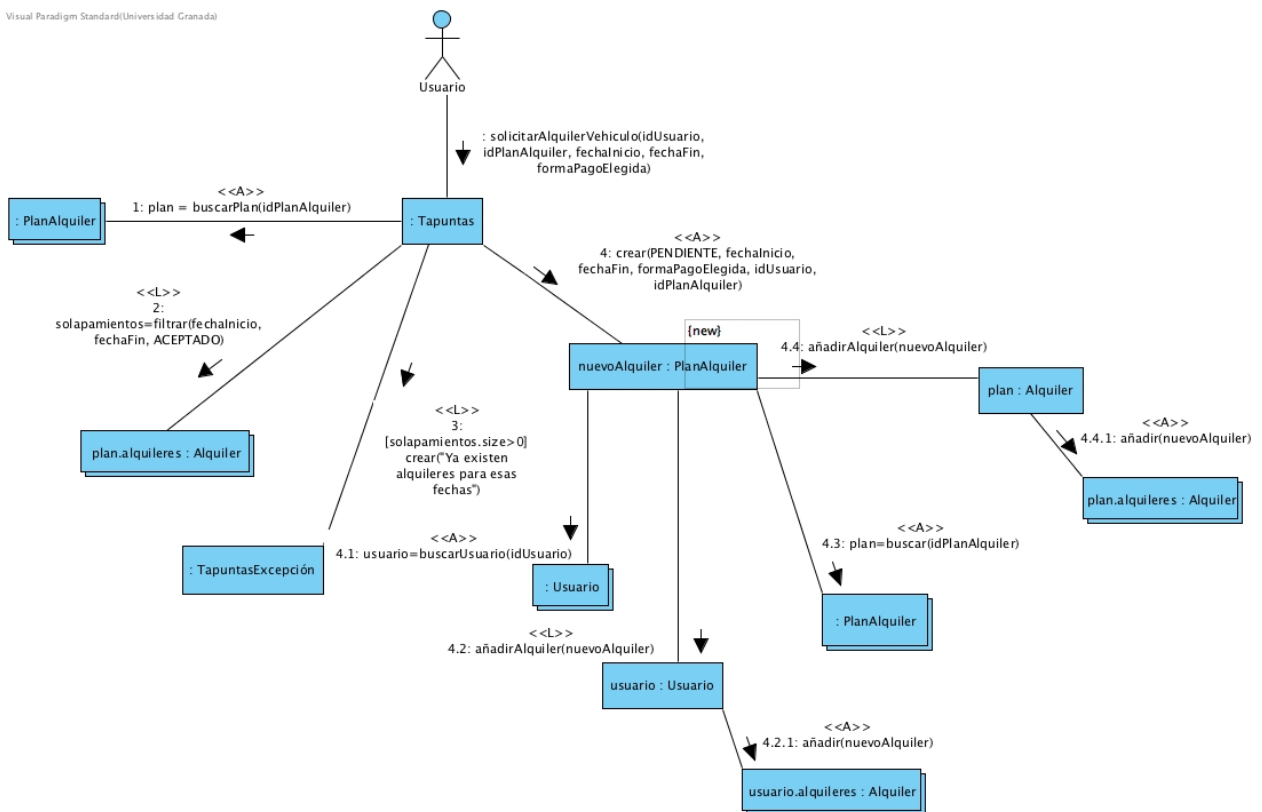 Visual Paradigm Standard(Universidad Granada)
Usuario
: solicitarAlquilerVehiculo(idUsuario,
idPlanAlquiler, fechaInicio, fechaFin,
formaPagoElegida)
<<A>>
1: plan = buscarPlan(idPlanAlquiler)
: PlanAlquiler
: Tapuntas
<<A>>
4: crear(PENDIENTE, fechaInicio,
fechaFin, formaPagoElegida, idUsuario,
idPlanAlquiler)
<<L>>
2:
solapamientos=filtrar(fechaInicio,
fechaFin, ACEPTADO)
{new}
nuevoAlquiler : PlanAlquiler
<<L>>
4.4: añadirAlquiler(nuevoAlquiler)
plan : Alquiler
<<L>>
3:
[solapamientos.size>0]
crear("Ya existen
alquileres para esas
fechas")
<<A>>
4.4.1: añadir(nuevoAlquiler)
plan.alquileres : Alquiler
plan.alquileres : Alquiler
<<A>>
4.1: usuario=buscarUsuario(idUsuario)
<<A>>
4.3: plan=buscar(idPlanAlquiler)
: TapuntasExcepción
: Usuario
: PlanAlquiler
<<L>>
4.2: añadirAlquiler(nuevoAlquiler)
usuario : Usuario
<<A>>
4.2.1: añadir(nuevoAlquiler)
usuario.alquileres : Alquiler